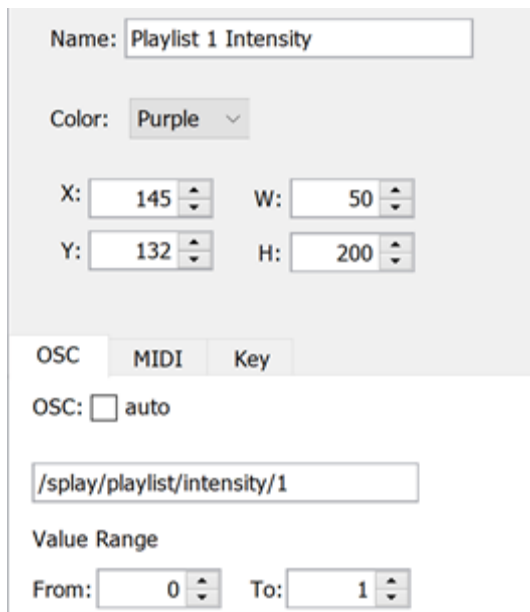 Name: Playlist 1 Intensity
Color: Purple
X: 145 W: 50
Y: 132 H: 200
OSC MIDI Key
OSC: auto
/splay/playlist/intensity/1
Value Range
From: 0 To: 1